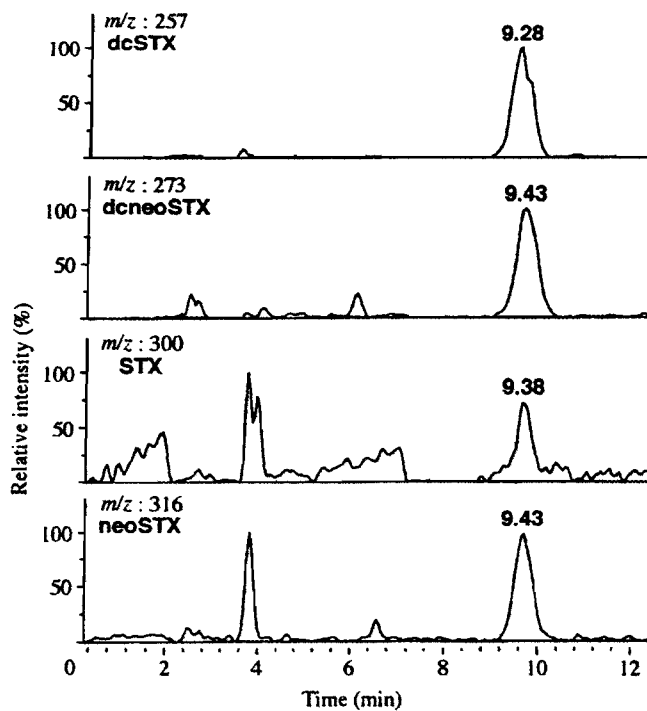 m/z : 257
dcSTX
9.28
100
50
m/z : 273
dcneoSTX
9.43
100
50
m/z : 300
STX
9.38
100
50
m/z : 316
neoSTX
9.43
100
50
Relative intensity (%)
0 2 4 6 8 10 12
Time (min)